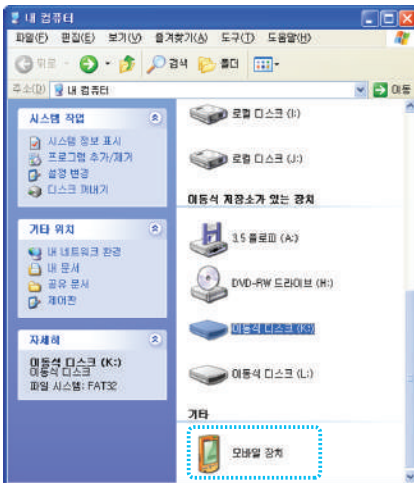 내 컴퓨터
파일(F) 편집(E) 보기(V) 즐겨찾기(A) 도구(T) 도움말(H)
뒤로 검색 폴더
주소(D) 내 컴퓨터 이동
시스템 작업
시스템 정보 표시
프로그램 추가/제거
설정 변경
디스크 꺼내기
기타 위치
내 네트워크 환경
내 문서
공유 문서
제어판
자세히
이동식 디스크 (K:)
이동식 디스크
파일 시스템: FAT32
로컬 디스크 (I:)
로컬 디스크 (J:)
이동식 저장소가 있는 장치
3.5 플로피 (A:)
DVD-RW 드라이브 (H:)
이동식 디스크 (K:)
이동식 디스크 (L:)
기타
모바일 장치